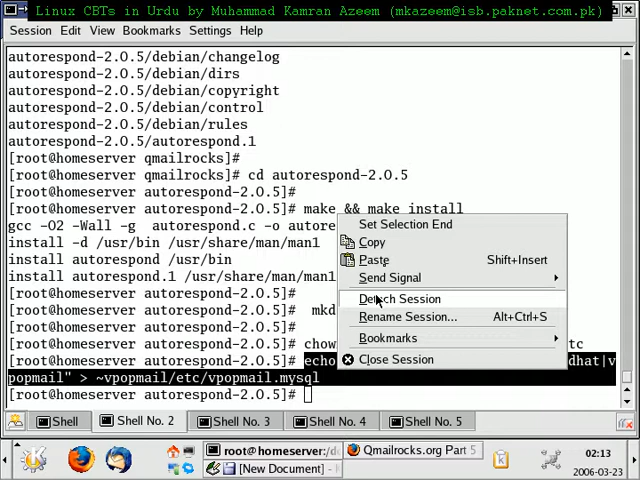 Linux CBTs in Urdu by Muhammad Kamran Azeem (mkazeem@isb.paknet.com.pk)
Session Edit View Bookmarks Settings Help
autorespond-2.0.5/debian/changelog
autorespond-2.0.5/debian/dirs
autorespond-2.0.5/debian/copyright
autorespond-2.0.5/debian/control
autorespond-2.0.5/debian/rules
autorespond-2.0.5/autorespond.1
[root@homeserver qmailrocks]#
[root@homeserver qmailrocks]# cd autorespond-2.0.5
[root@homeserver autorespond-2.0.5]#
[root@homeserver autorespond-2.0.5]# make && make install
gcc -O2 -Wall -g autorespond.c -o autore
install -d /usr/bin /usr/share/man/man1
install autorespond /usr/bin
install autorespond.1 /usr/share/man/man1
[root@homeserver autorespond-2.0.5]#
[root@homeserver autorespond-2.0.5]# mkd
[root@homeserver autorespond-2.0.5]# chow tc
[root@homeserver autorespond-2.0.5]# echo dhat|v
popmail" > ~vpopmail/etc/vpopmail.mysql
[root@homeserver autorespond-2.0.5]#
Set Selection End
Copy
Paste Shift+Insert
Send Signal
Detach Session
Rename Session... Alt+Ctrl+S
Bookmarks
Close Session
Shell Shell No. 2 Shell No. 3 Shell No. 4 Shell No. 5
root@homeserver:/d Qmailrocks.org Part 5
[New Document] - K
02:13
2006-03-23